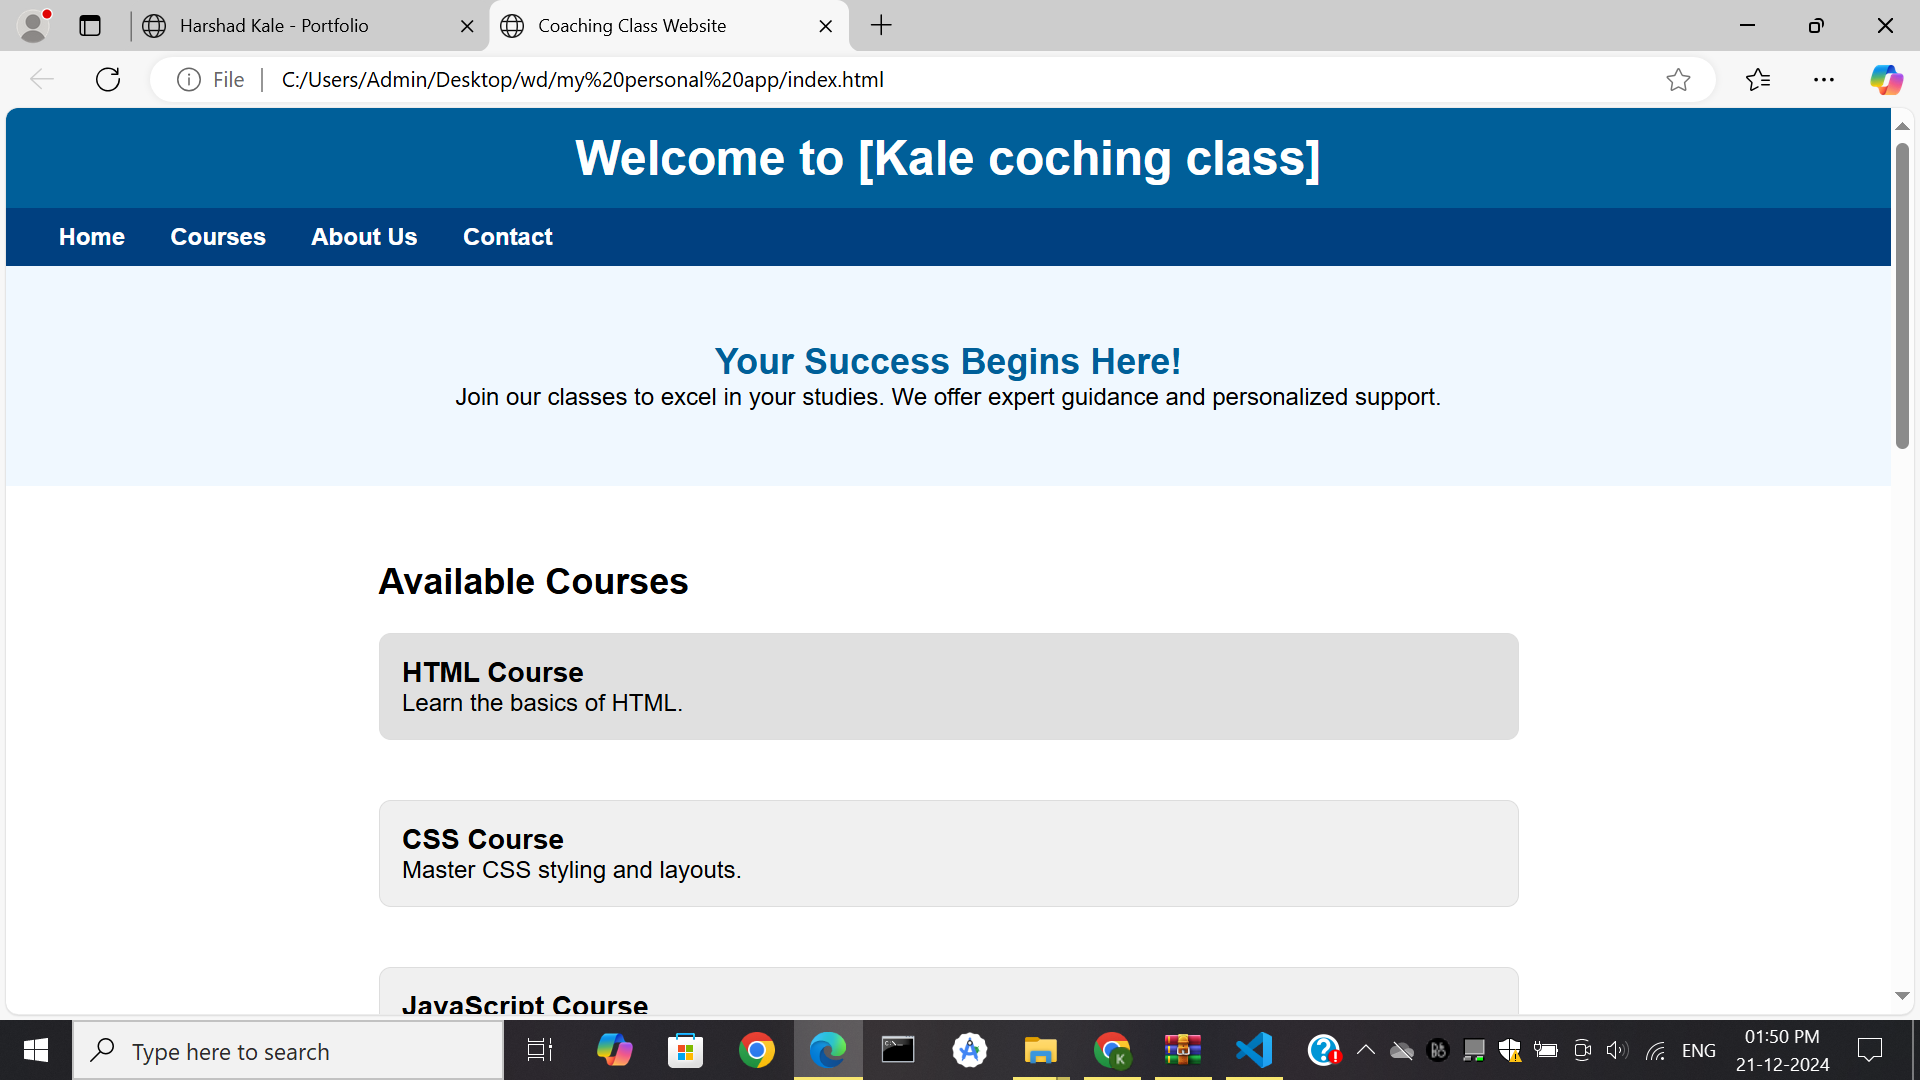 Harshad Kale - Portfolio
Coaching Class Website
File
C:/Users/Admin/Desktop/wd/my%20personal%20app/index.html
Welcome to [Kale coching class]
Home Courses About Us Contact
Your Success Begins Here!
Join our classes to excel in your studies. We offer expert guidance and personalized support.
Available Courses
HTML Course
Learn the basics of HTML.
CSS Course
Master CSS styling and layouts.
JavaScript Course
Type here to search
K
ENG
01:50 PM
21-12-2024